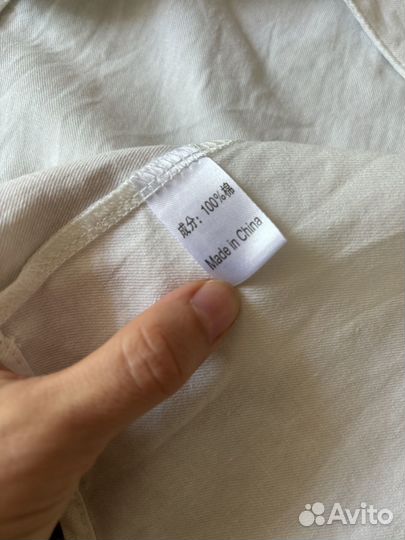 成分：100%棉
Made in China
Avito